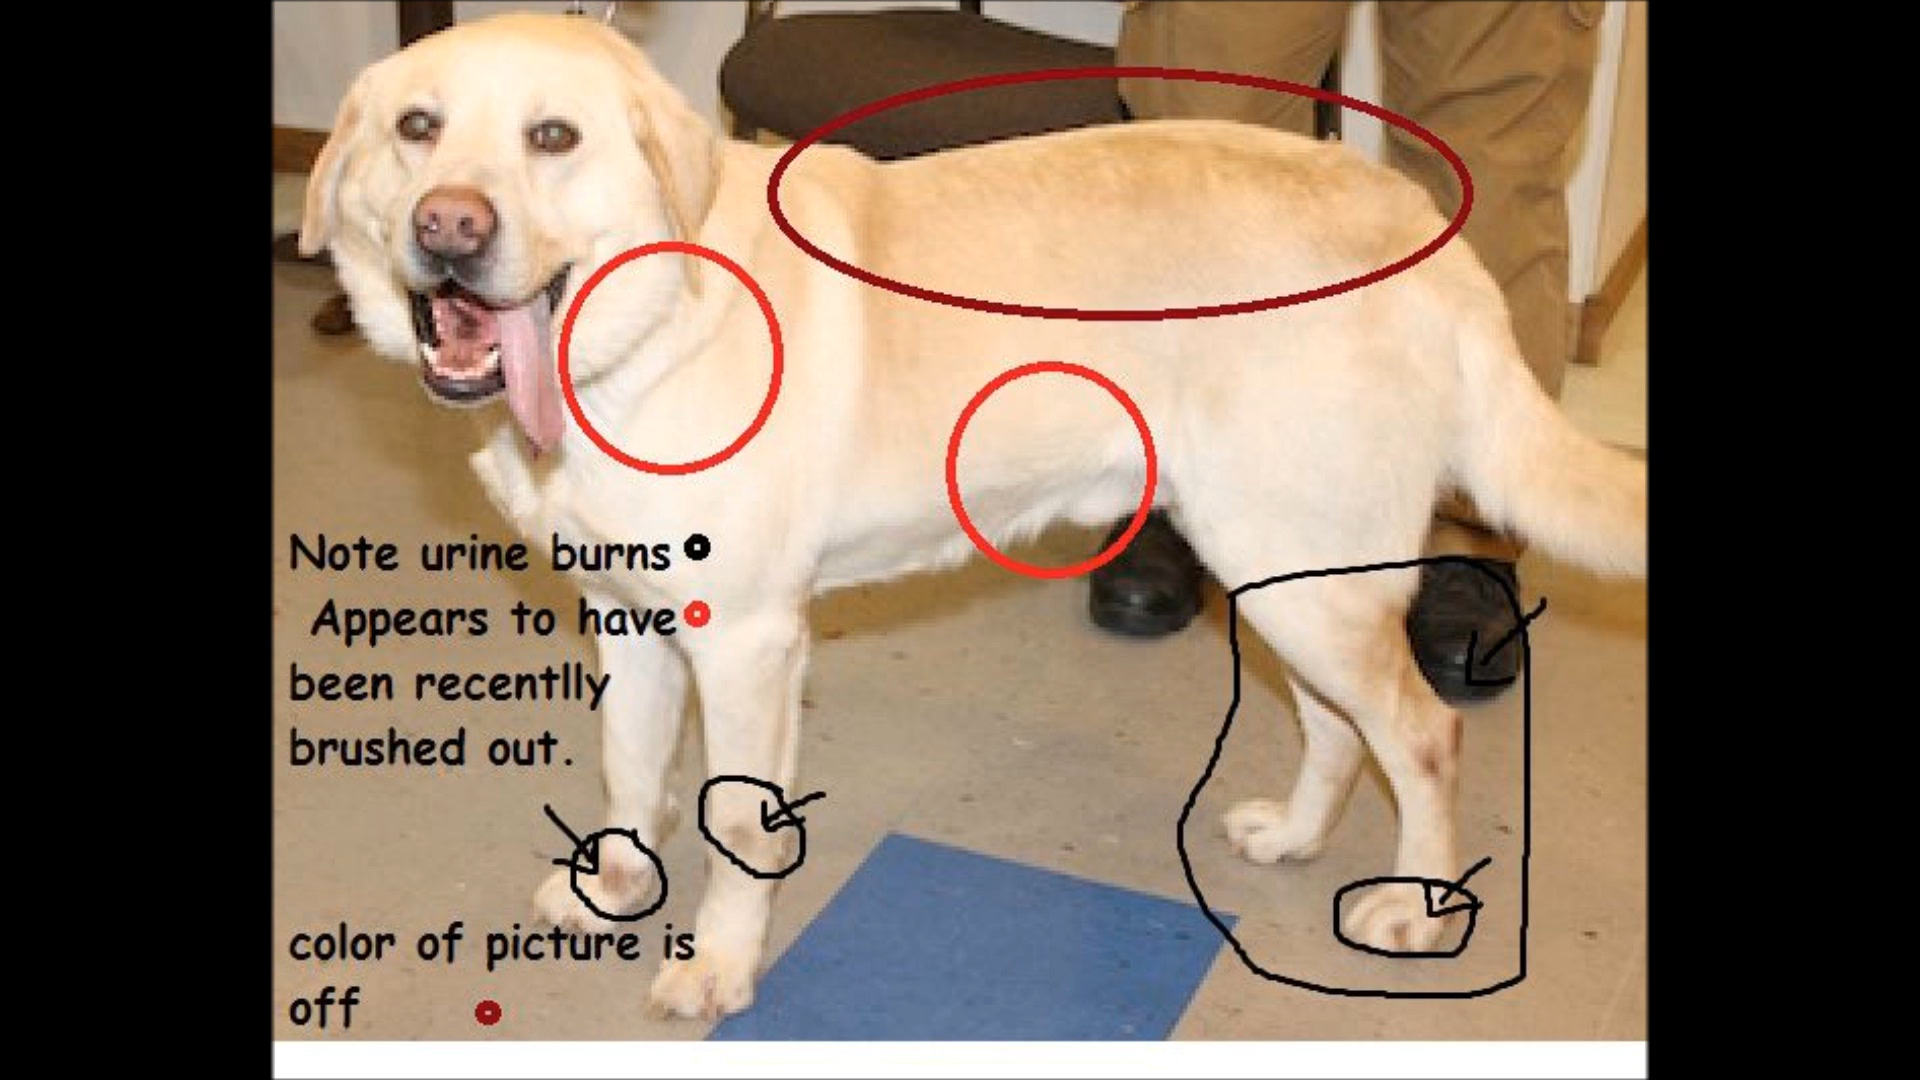 Note urine burns
Appears to have
been recentlly
brushed out.
color of picture is
off